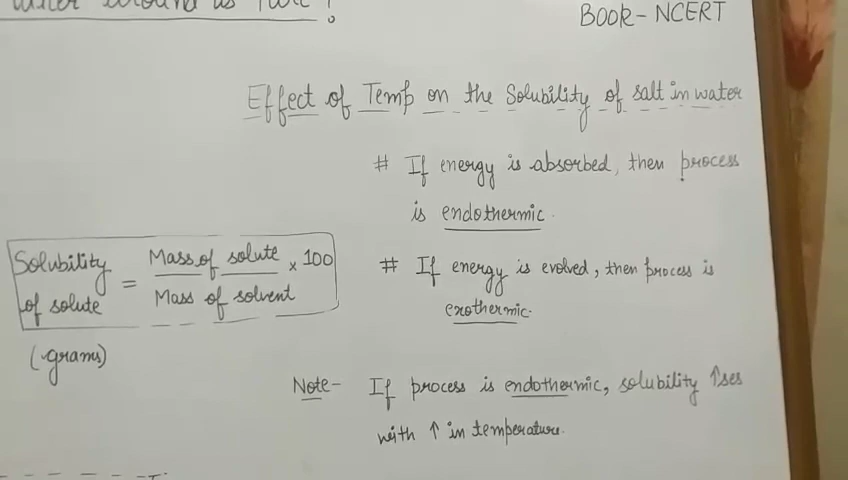 BOOK - NCERT
Effect of Temp on the Solubility of salt in water
# If energy is absorbed, then process
is endothermic.
Solubility of solute = Mass of solute / Mass of solvent × 100
(grams)
# If energy is evolved, then process is
exothermic.
Note - If process is endothermic, solubility ↑ses
with ↑ in temperature.